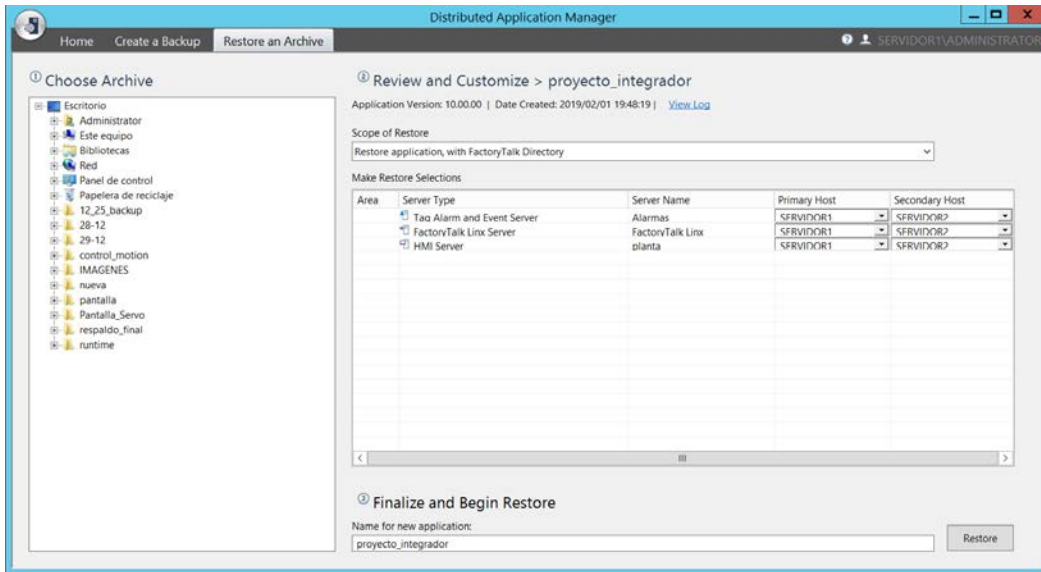 Distributed Application Manager
Home Create a Backup Restore an Archive SERVIDOR1\ADMINISTRATOR
1 Choose Archive
Escritorio
Administrator
Este equipo
Bibliotecas
Red
Panel de control
Papelera de reciclaje
12_25_backup
28-12
29-12
control_motion
IMAGENES
nueva
pantalla
Pantalla_Servo
respaldo_final
runtime
2 Review and Customize > proyecto_integrador
Application Version: 10.00.00 | Date Created: 2019/02/01 19:48:19 | View Log
Scope of Restore
Restore application, with FactoryTalk Directory
Make Restore Selections
Area Server Type Server Name Primary Host Secondary Host
Tag Alarm and Event Server Alarmas SERVIDOR1 SERVIDOR2
FactoryTalk Linx Server FactoryTalk Linx SERVIDOR1 SERVIDOR2
HMI Server planta SERVIDOR1 SERVIDOR2
3 Finalize and Begin Restore
Name for new application:
proyecto_integrador
Restore